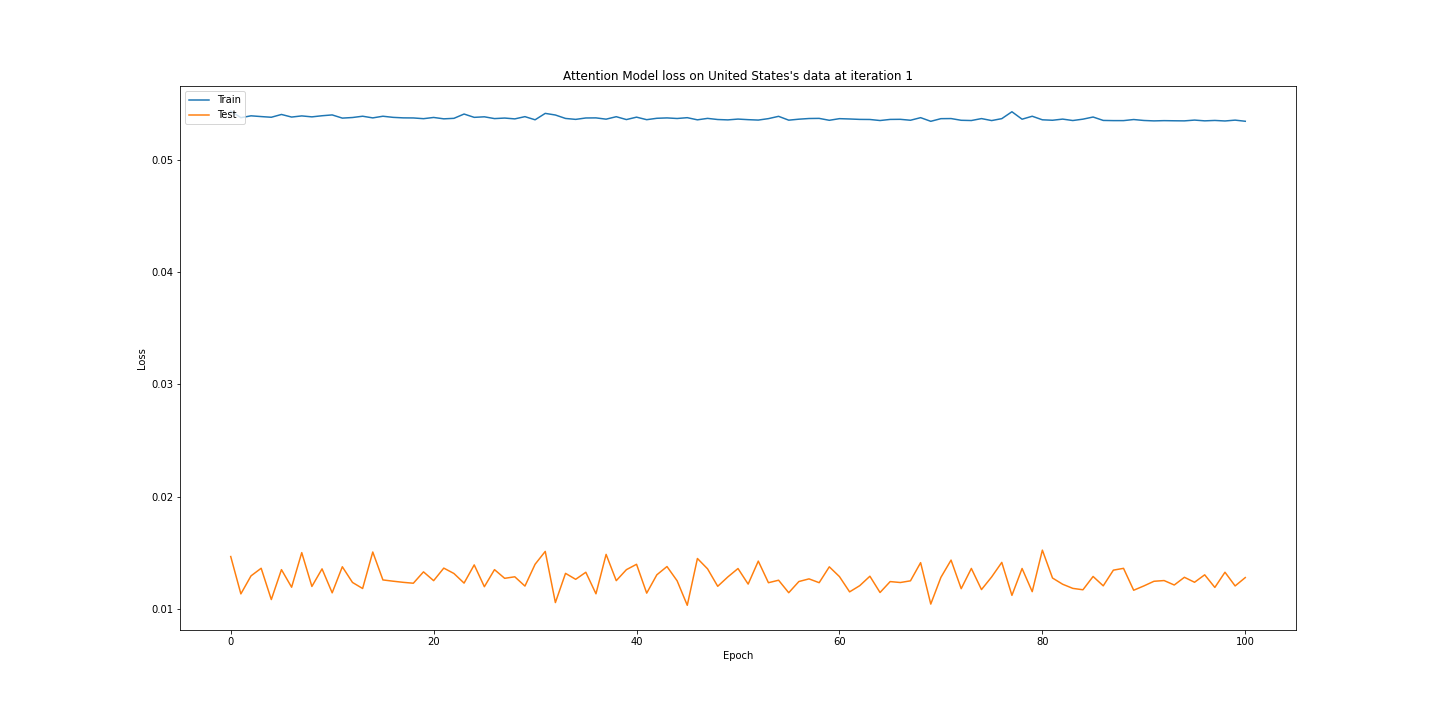 Attention Model loss on United States's data at iteration 1
Train
Test
0.05
0.04
0.03
0.02
0.01
Loss
0 20 40 60 80 100
Epoch